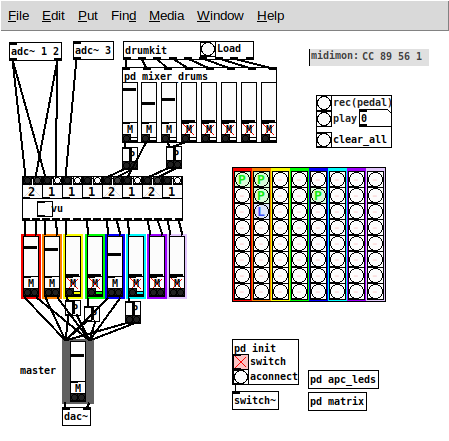 File Edit Put Find Media Window Help
adc~ 1 2
adc~ 3
drumkit
Load
midimon: CC 89 56 1
pd mixer drums
M M M M M M M M
rec(pedal)
play 0
clear_all
P P
2 1 1 1 1 2 1 2 1
P P
P P
L
vu
M M M M M M M M
P P P
pd init
switch
aconnect
master
M
pd apc_leds
switch~
pd matrix
dac~